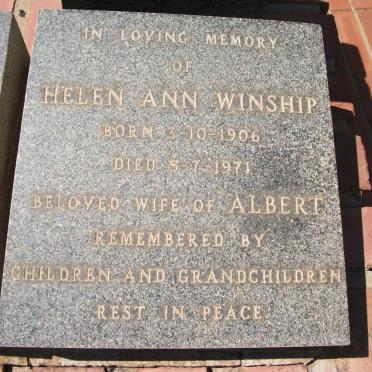 IN LOVING MEMORY
OF
HELEN ANN WINSHIP
BORN 3-10-1906
DIED 5-7-1971
BELOVED WIFE OF ALBERT
REMEMBERED BY
CHILDREN AND GRANDCHILDREN
REST IN PEACE.